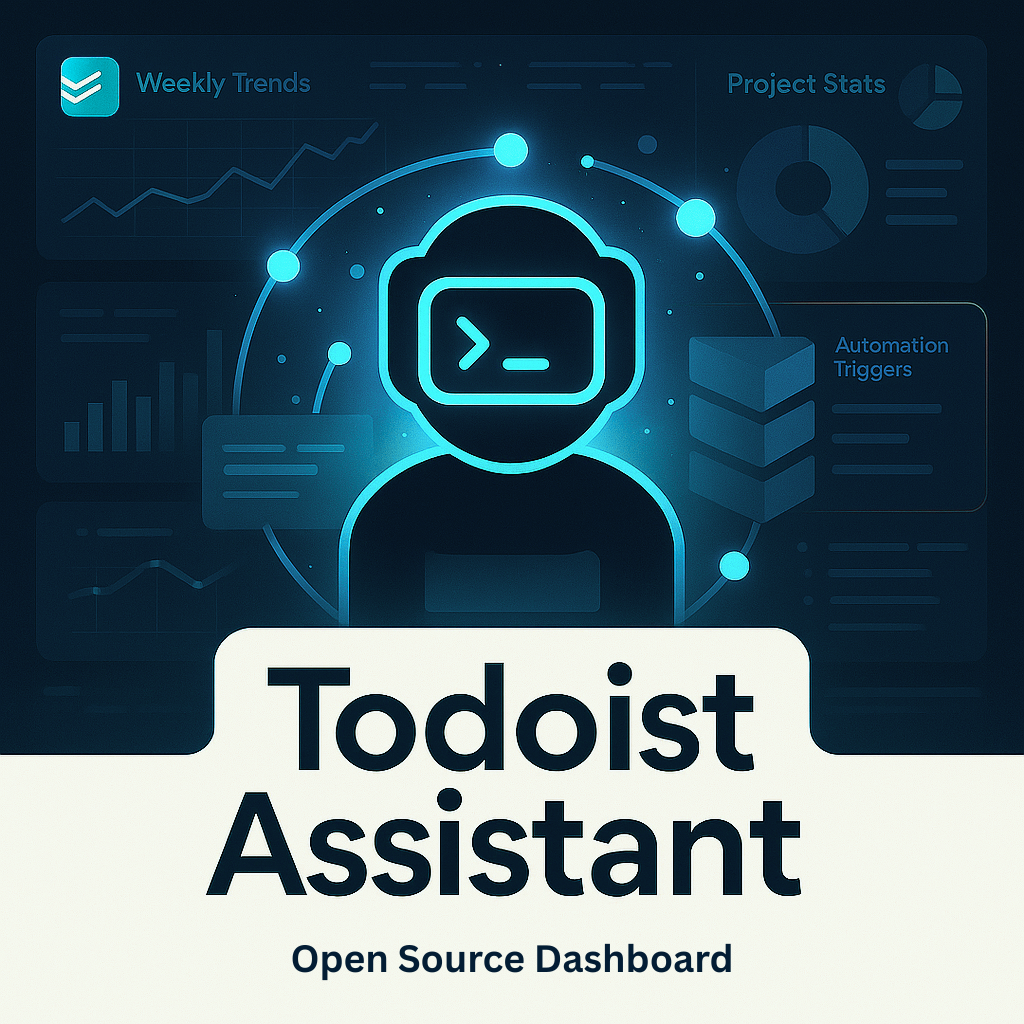 Weekly Trends
Project Stats
Automation
Triggers
>_
Todoist
Assistant
Open Source Dashboard